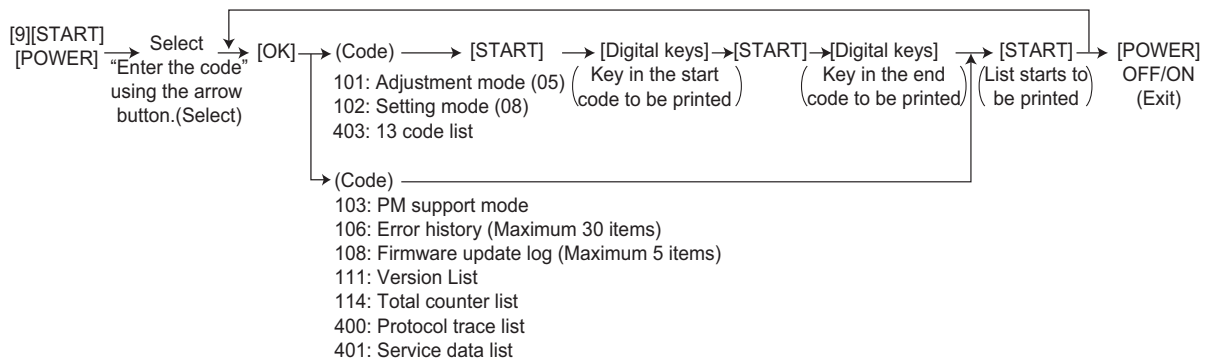 [9][START]
[POWER]
Select
“Enter the code”
using the arrow
button.(Select)
[OK]
(Code)
101: Adjustment mode (05)
102: Setting mode (08)
403: 13 code list
[START]
[Digital keys]
(Key in the start
code to be printed)
[START]
[Digital keys]
(Key in the end
code to be printed)
[START]
(List starts to
be printed)
[POWER]
OFF/ON
(Exit)
(Code)
103: PM support mode
106: Error history (Maximum 30 items)
108: Firmware update log (Maximum 5 items)
111: Version List
114: Total counter list
400: Protocol trace list
401: Service data list